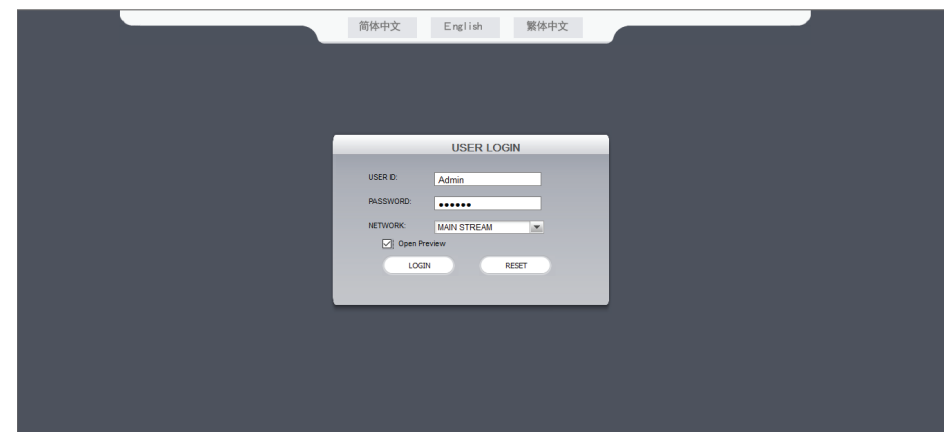 简体中文 English 繁体中文
USER LOGIN
USER ID: Admin
PASSWORD: ••••••
NETWORK: MAIN STREAM
Open Preview
LOGIN RESET